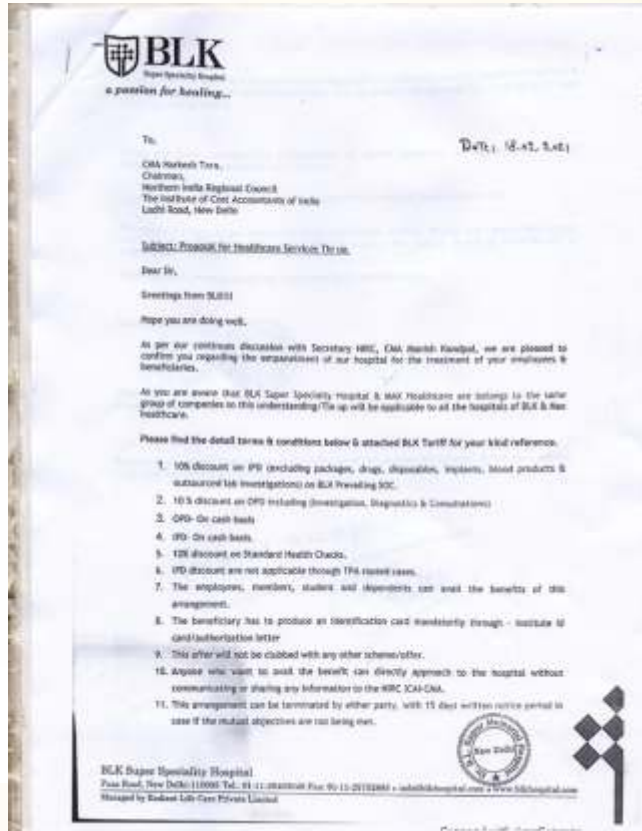 BLK
Super Speciality Hospital
a passion for healing...
To,
Date: 18.12.2021
CMA Harkesh Tara,
Chairman,
Northern India Regional Council
The Institute of Cost Accountants of India
Lodhi Road, New Delhi
Subject: Proposal for Healthcare Services Tie up.
Dear Sir,
Greetings from BLK!!!
Hope you are doing well.
As per our continues discussion with Secretary NIRC, CMA Manish Kandpal, we are pleased to
confirm you regarding the empanelment of our hospital for the treatment of your employees &
beneficiaries.
As you are aware that BLK Super Specialty Hospital & MAX Healthcare are belongs to the same
group of companies so this understanding/Tie up will be applicable to all the hospitals of BLK & Max
healthcare.
Please find the detail terms & conditions below & attached BLK Tariff for your kind reference.
1. 10% discount on IPD (excluding packages, drugs, disposables, implants, blood products &
outsourced lab investigations) on BLK Prevailing SOC.
2. 10 % discount on OPD including (Investigation, Diagnostics & Consultations)
3. OPD- On cash basis
4. IPD- On cash basis.
5. 10% discount on Standard Health Checks.
6. IPD discount are not applicable through TPA routed cases.
7. The employees, members, student and dependents can avail the benefits of this
arrangement.
8. The beneficiary has to produce an identification card mandatorily through - Institute id
card/authorization letter
9. This offer will not be clubbed with any other scheme/offer.
10. Anyone who want to avail the benefit can directly approach to the hospital without
communicating or sharing any information to the NIRC ICAI-CMA.
11. This arrangement can be terminated by either party, with 15 days written notice period in
case if the mutual objectives are not being met.
New Delhi
BLK Super Speciality Hospital
Pusa Road, New Delhi-110005 Tel.
Managed by Radiant Life Care Private Limited